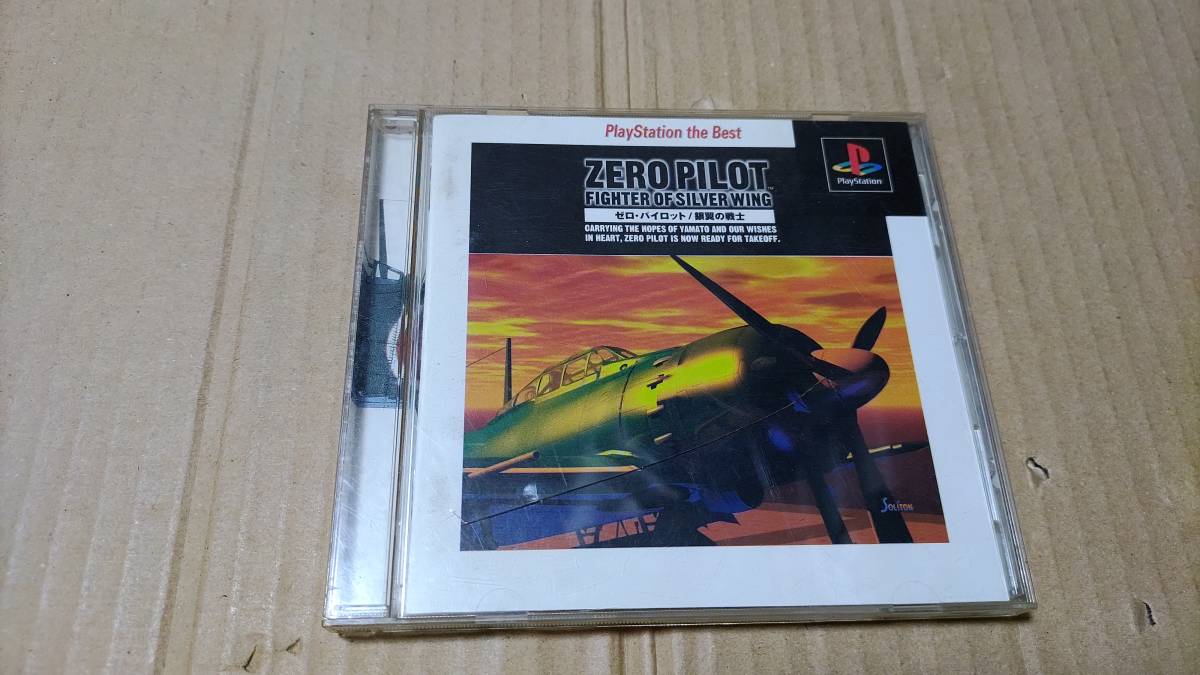 PlayStation the Best
PlayStation
ZERO PILOT™
FIGHTER OF SILVER WING
ゼロ・パイロット/銀翼の戦士
CARRYING THE HOPES OF YAMATO AND OUR WISHES
IN HEART, ZERO PILOT IS NOW READY FOR TAKEOFF.
SOLITON